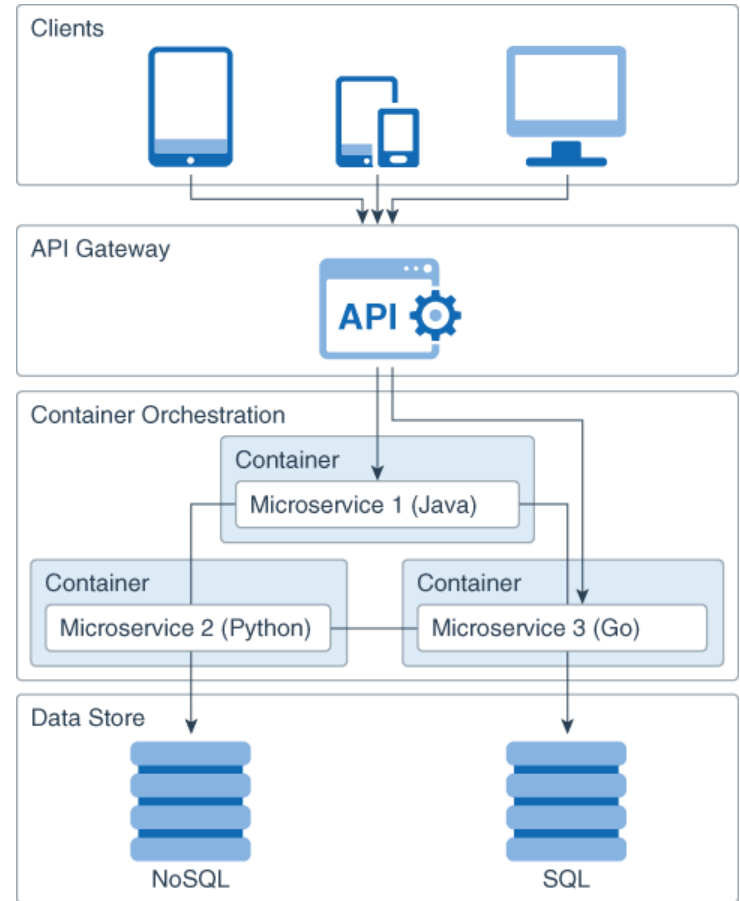 Clients
API Gateway
API
Container Orchestration
Container
Microservice 1 (Java)
Container
Microservice 2 (Python)
Container
Microservice 3 (Go)
Data Store
NoSQL
SQL